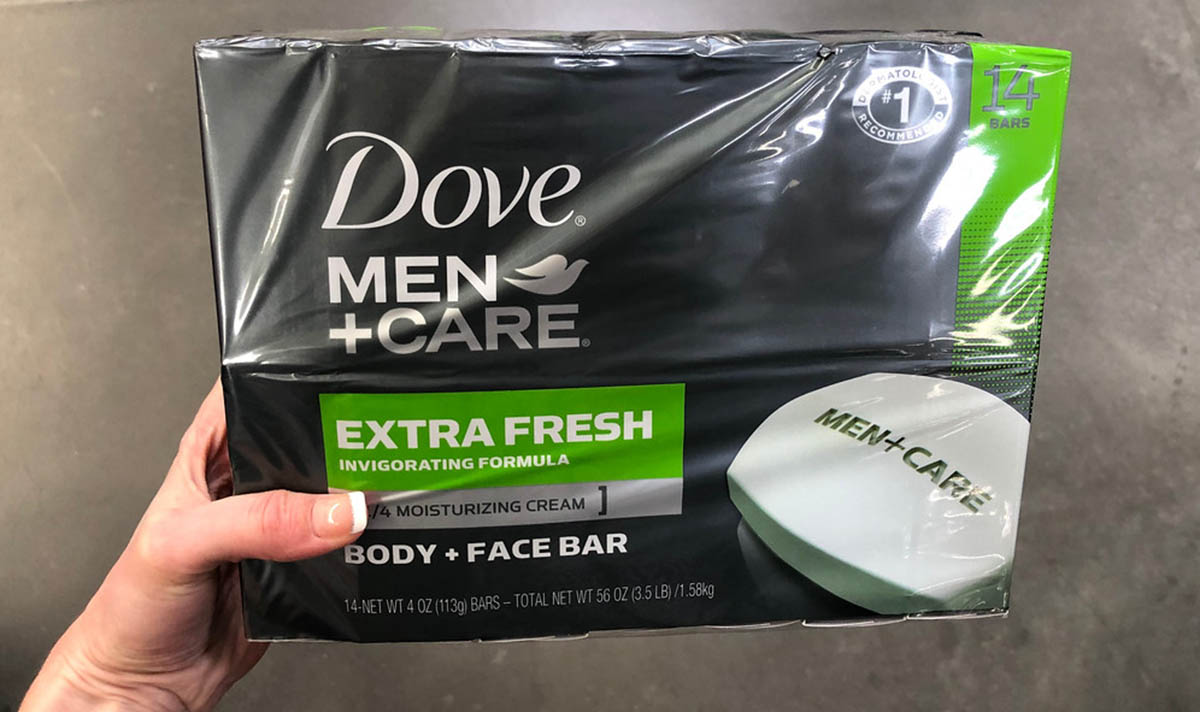 DERMATOLOGIST
#1
RECOMMENDED
14
BARS
Dove®
MEN
+CARE®
EXTRA FRESH
INVIGORATING FORMULA
/4 MOISTURIZING CREAM ]
BODY + FACE BAR
14-NET WT 4 OZ (113g) BARS – TOTAL NET WT 56 OZ (3.5 LB) /1.58kg
MEN+CARE